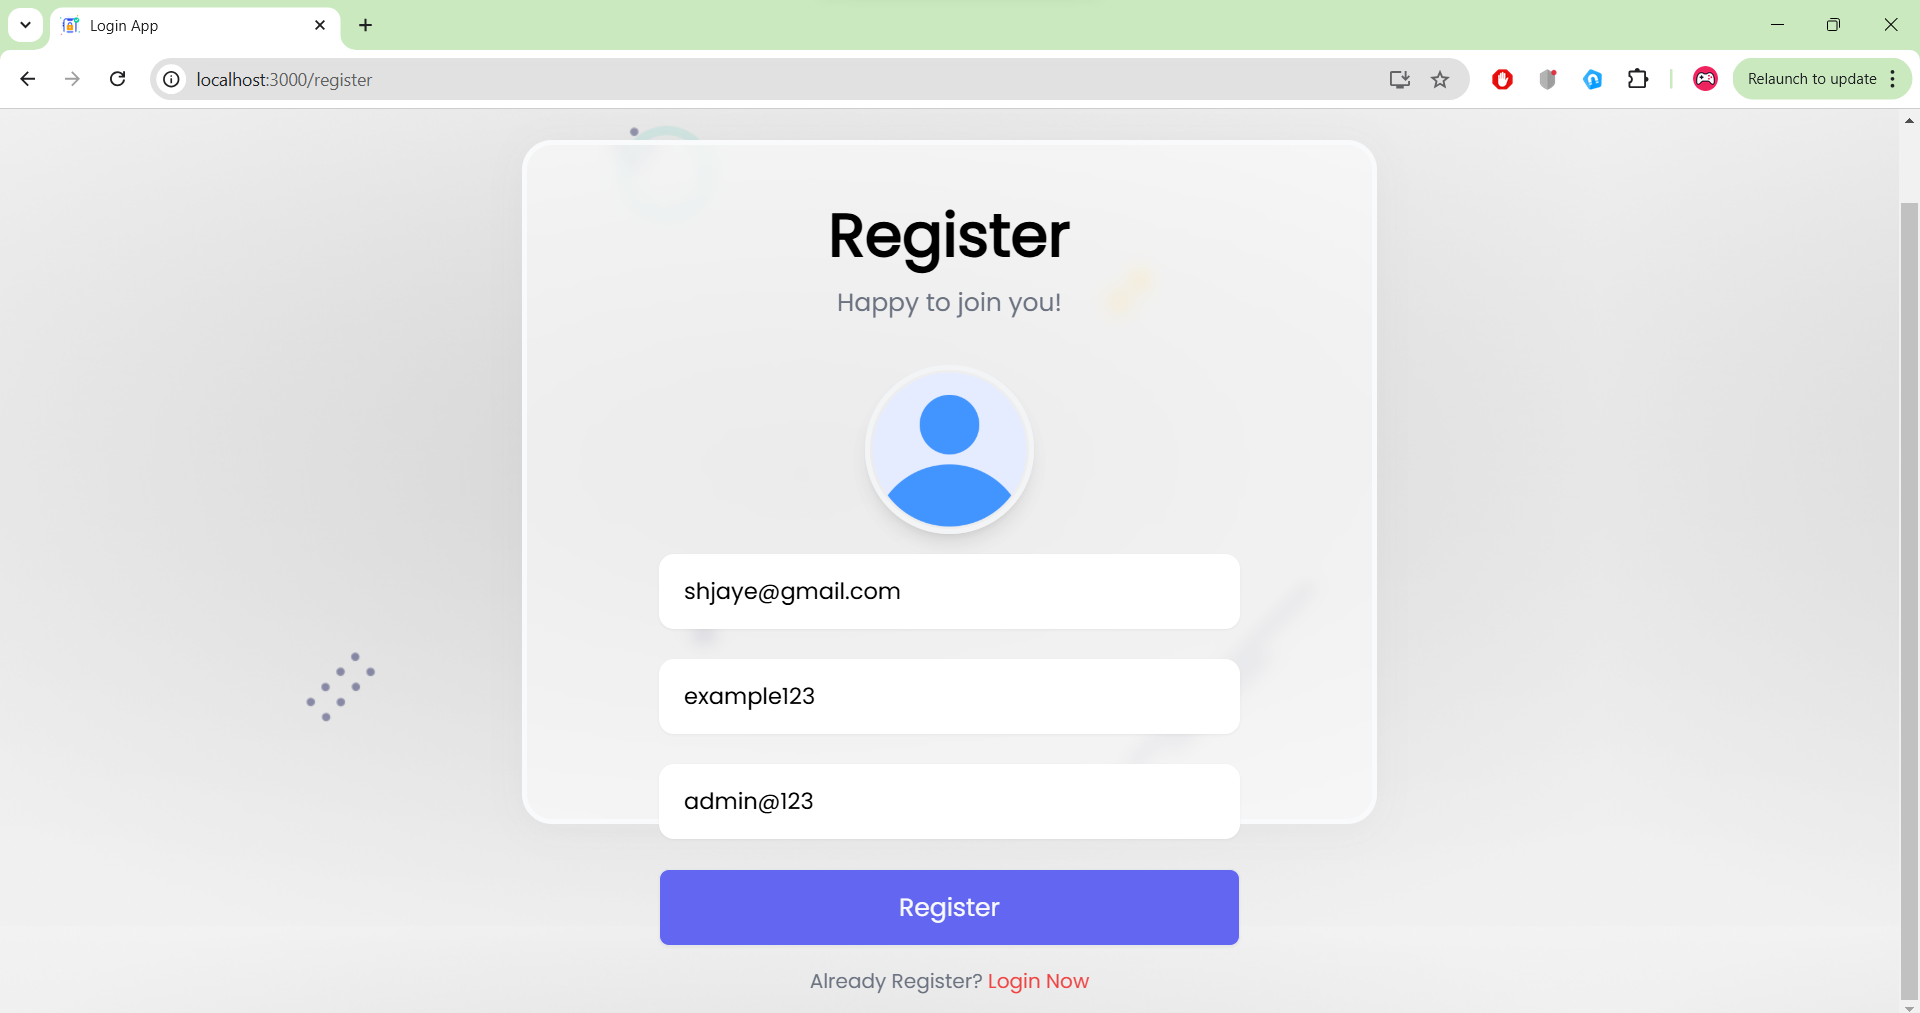 Login App
localhost:3000/register
Relaunch to update
Register
Happy to join you!
shjaye@gmail.com
example123
admin@123
Register
Already Register? Login Now